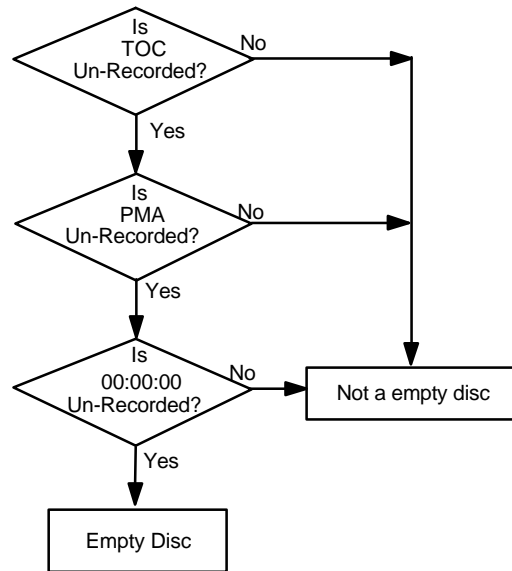 Is
TOC
Un-Recorded?
No
Yes
Is
PMA
Un-Recorded?
No
Yes
Is
00:00:00
Un-Recorded?
No
Not a empty disc
Yes
Empty Disc